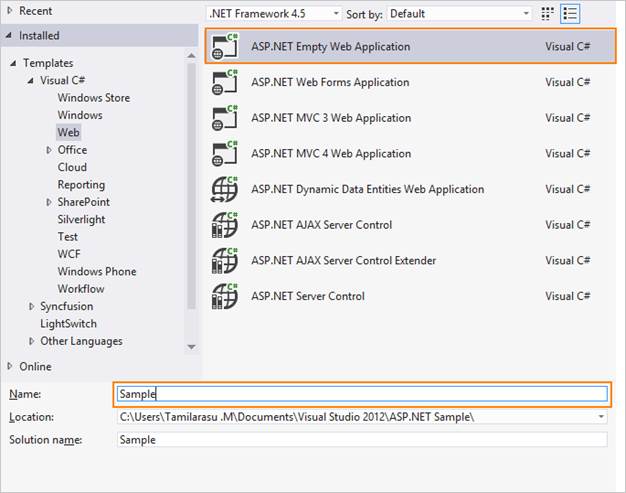 Recent
.NET Framework 4.5 Sort by: Default
Installed
Templates
Visual C#
Windows Store
Windows
Web
Office
Cloud
Reporting
SharePoint
Silverlight
Test
WCF
Windows Phone
Workflow
Syncfusion
LightSwitch
Other Languages
Online
C# ASP.NET Empty Web Application Visual C#
C# ASP.NET Web Forms Application Visual C#
C# ASP.NET MVC 3 Web Application Visual C#
C# ASP.NET MVC 4 Web Application Visual C#
C# ASP.NET Dynamic Data Entities Web Application Visual C#
C# ASP.NET AJAX Server Control Visual C#
C# ASP.NET AJAX Server Control Extender Visual C#
C# ASP.NET Server Control Visual C#
Name: Sample
Location: C:\Users\Tamilarasu .M\Documents\Visual Studio 2012\ASP.NET Sample\
Solution name: Sample